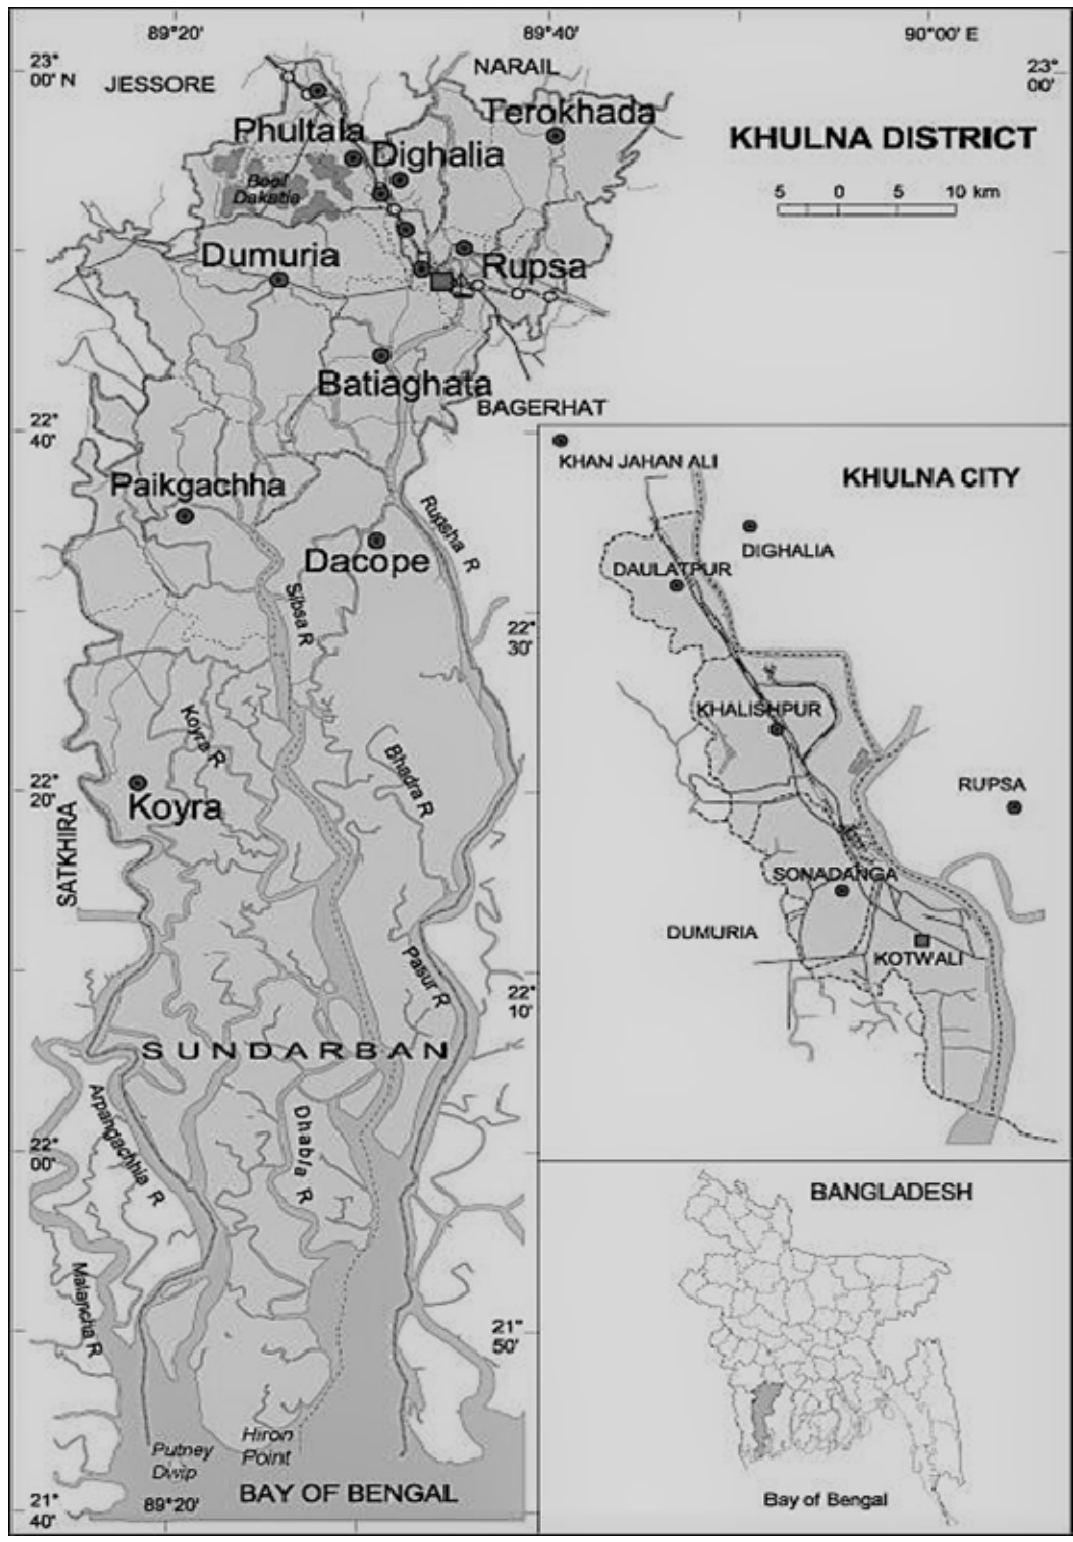 89°20'
89°40'
90°00' E
23°
00' N
JESSORE
NARAIL
23°
00'
Terokhada
KHULNA DISTRICT
Phultala
Dighalia
Beel
Dakatia
5 0 5 10 km
Dumuria
Rupsa
Batiaghata
BAGERHAT
22°
40'
KHAN JAHAN ALI
KHULNA CITY
Paikgachha
Rupsha R
DIGHALIA
Dacope
DAULATPUR
Sibsa R
22°
30'
Koyra R
KHALISHPUR
Bhadra R
22°
20'
Koyra
RUPSA
SATKHIRA
SONADANGA
DUMURIA
KOTWALI
Pasur R
22°
10'
SUNDARBAN
Arpangachhia R
Dhabla R
22°
00'
BANGLADESH
Malancha R
21°
50'
Hiron
Point
Putney
Dwip
89°20'
BAY OF BENGAL
Bay of Bengal
21°
40'